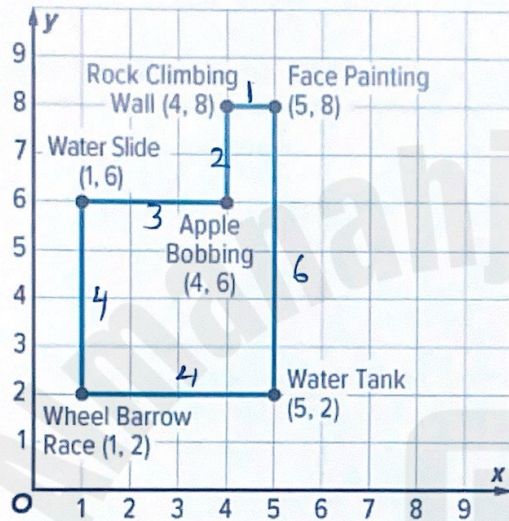 y
9
Rock Climbing
Wall (4, 8)
1
Face Painting
(5, 8)
8
7
Water Slide
(1, 6)
2
6
3
Apple
Bobbing
(4, 6)
5
6
4
4
3
4
Water Tank
(5, 2)
2
Wheel Barrow
Race (1, 2)
1
x
O 1 2 3 4 5 6 7 8 9